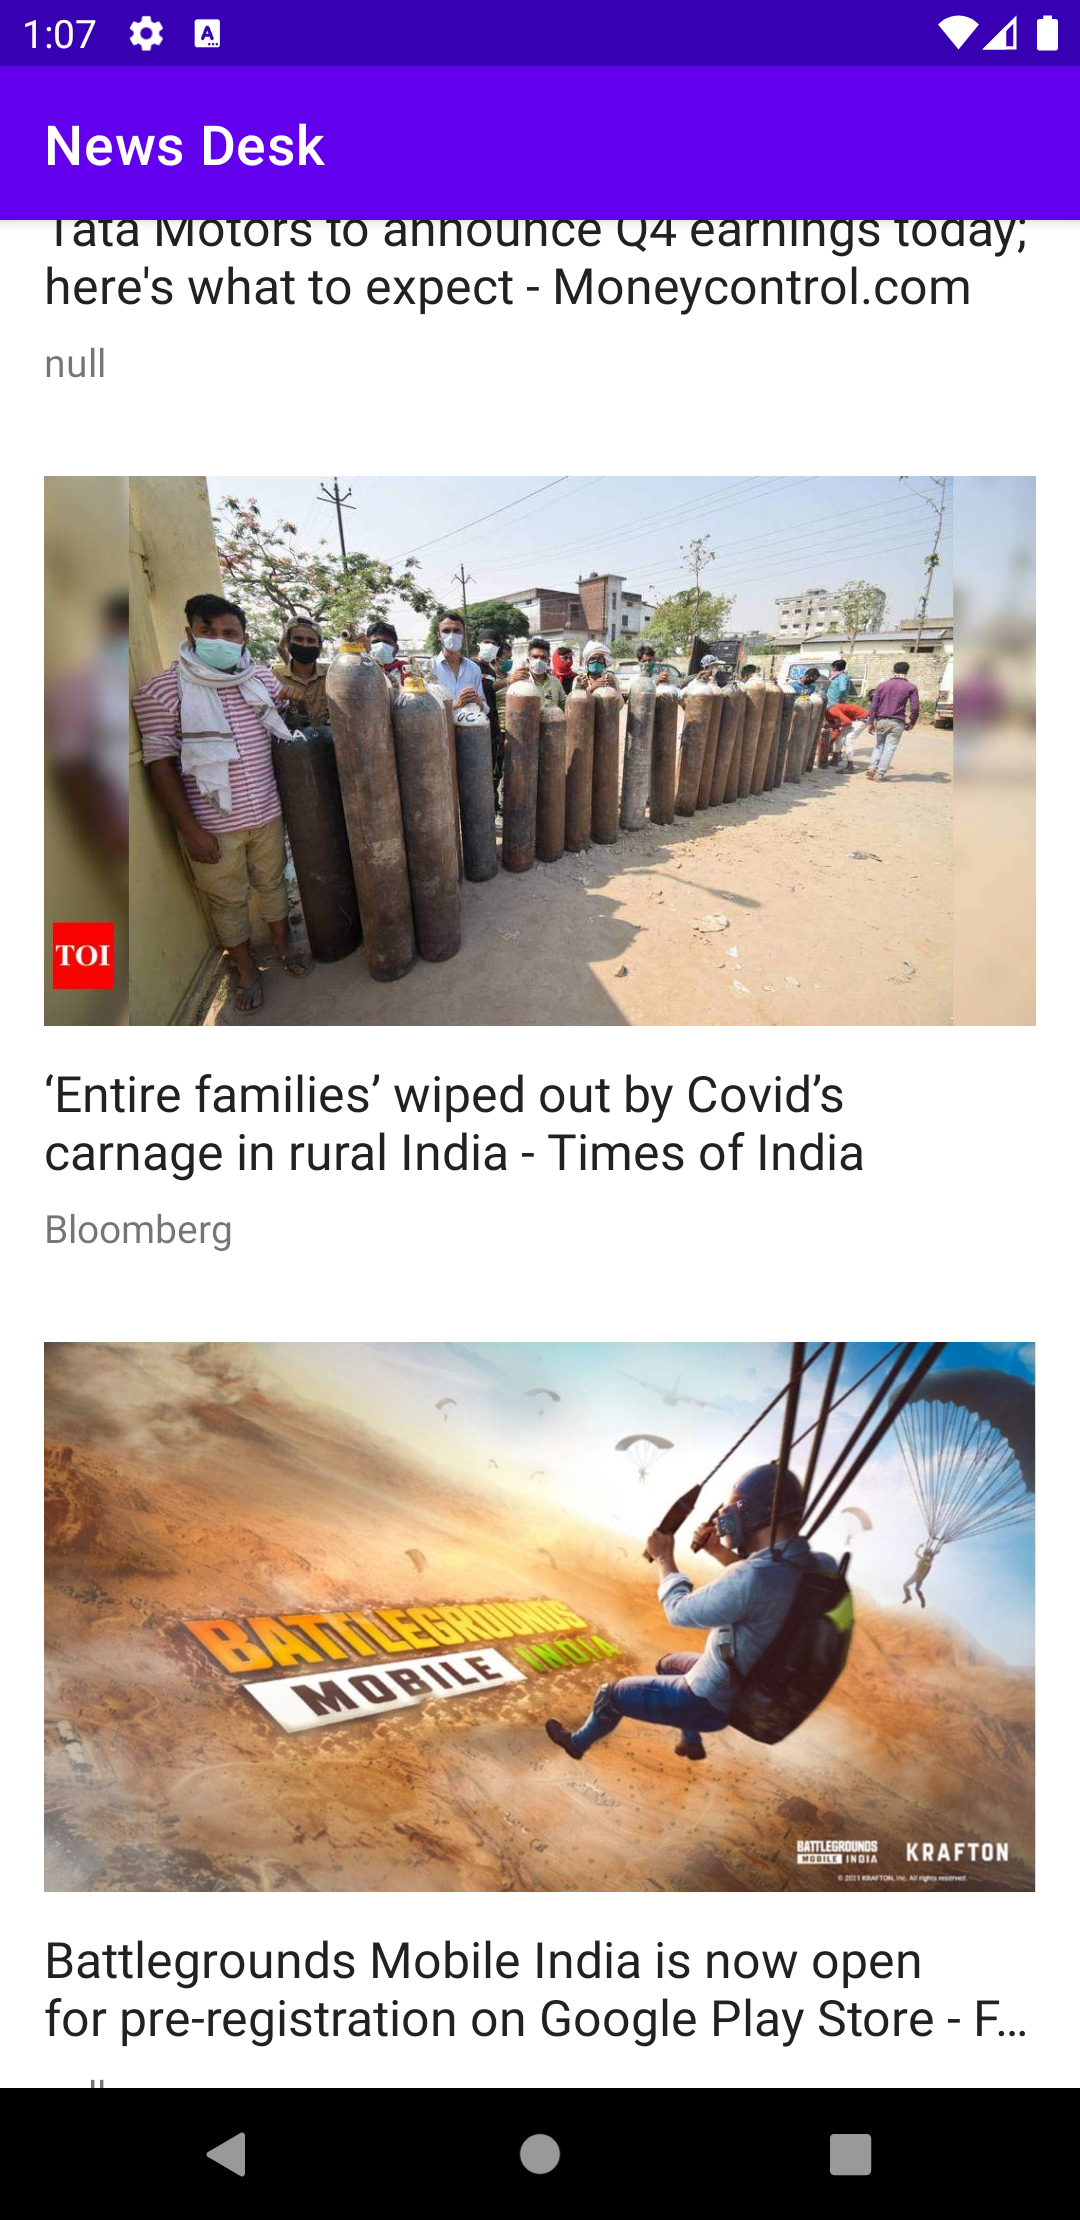 1:07
News Desk
Tata Motors to announce Q4 earnings today;
here's what to expect - Moneycontrol.com
null
OC-
TOI
‘Entire families’ wiped out by Covid’s
carnage in rural India - Times of India
Bloomberg
BATTLEGROUNDS
MOBILE INDIA
BATTLEGROUNDS
MOBILE INDIA
KRAFTON
© 2021 KRAFTON, Inc. All rights reserved.
Battlegrounds Mobile India is now open
for pre-registration on Google Play Store - F...